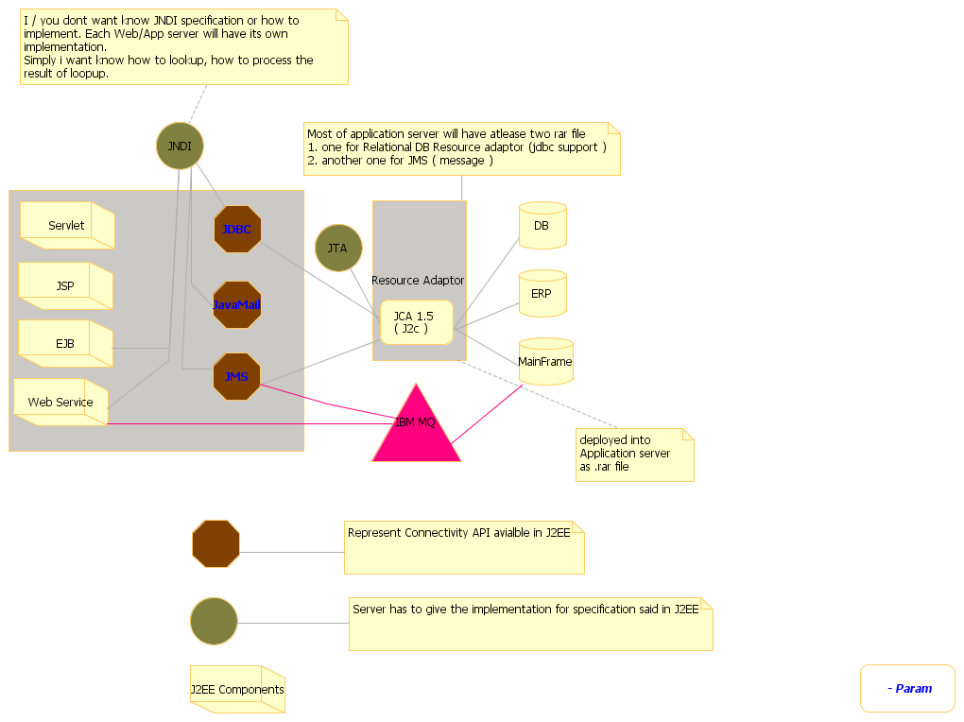 I / you dont want know JNDI specification or how to
implement. Each Web/App server will have its own
implementation.
Simply i want know how to lookup, how to process the
result of loopup.
JNDI
Most of application server will have atlease two rar file
1. one for Relational DB Resource adaptor (jdbc support )
2. another one for JMS ( message )
Servlet
JDBC
JTA
DB
JSP
JavaMail
Resource Adaptor
ERP
JCA 1.5
( J2c )
EJB
JMS
MainFrame
Web Service
IBM MQ
deployed into
Application server
as .rar file
Represent Connectivity API avialble in J2EE
Server has to give the implementation for specification said in J2EE
J2EE Components
- Param